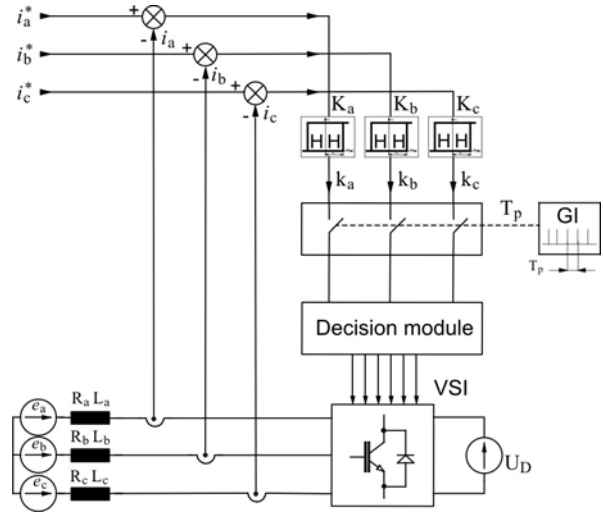 i*a + - ia
i*b + - ib
i*c + - ic
Ka Kb Kc
H H H H H H
ka kb kc
Tp GI
Tp
Decision module
VSI
ea Ra La
eb Rb Lb
ec Rc Lc
UD